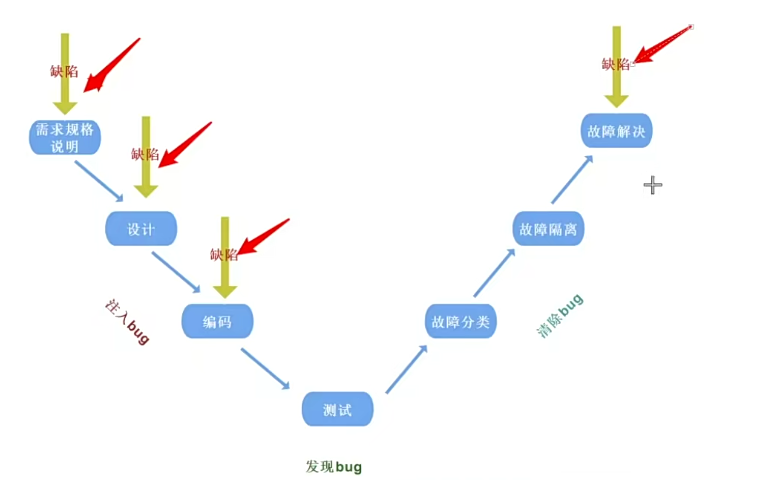 缺陷
缺陷
需求规格
说明
故障解决
缺陷
设计
故障隔离
缺陷
注入bug
编码
故障分类
清除bug
测试
发现bug